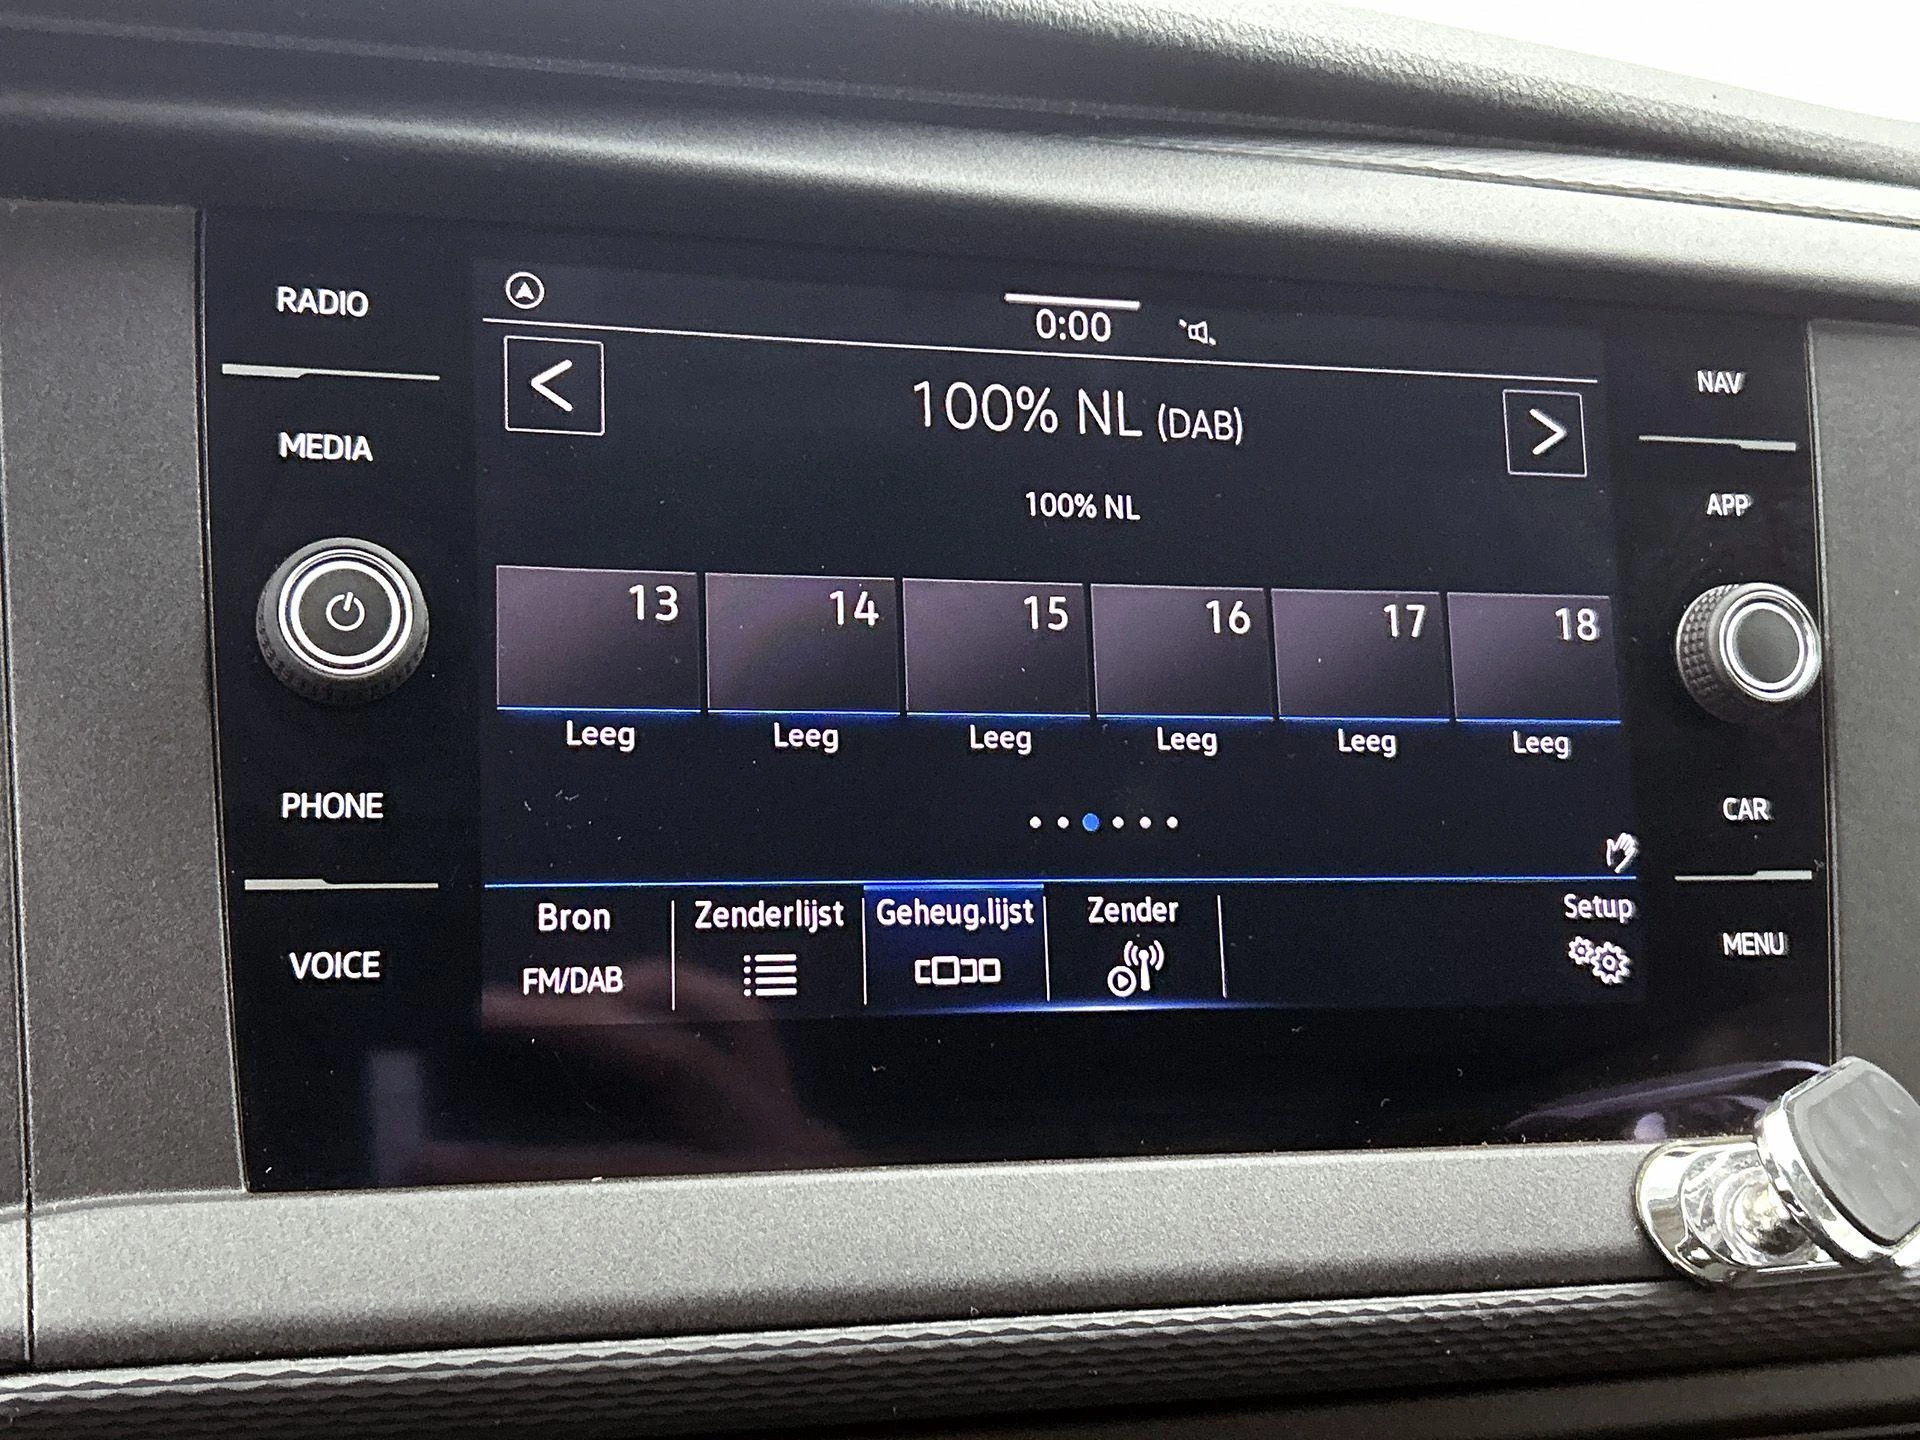 RADIO
MEDIA
PHONE
VOICE
0:00
<
100% NL (DAB)
>
100% NL
13 14 15 16 17 18
Leeg Leeg Leeg Leeg Leeg Leeg
Bron Zenderlijst Geheug.lijst Zender Setup
FM/DAB
NAV
APP
CAR
MENU